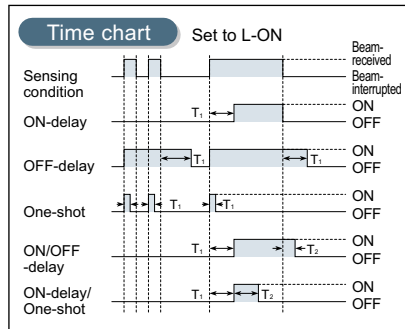 Time chart Set to L-ON
Beam-
received
Sensing
condition
Beam-
interrupted
ON-delay T₁ ON
OFF
OFF-delay T₁ T₁ ON
OFF
One-shot T₁ T₁ ON
OFF
ON/OFF
-delay T₁ T₂ ON
OFF
ON-delay/
One-shot T₁ T₂ ON
OFF